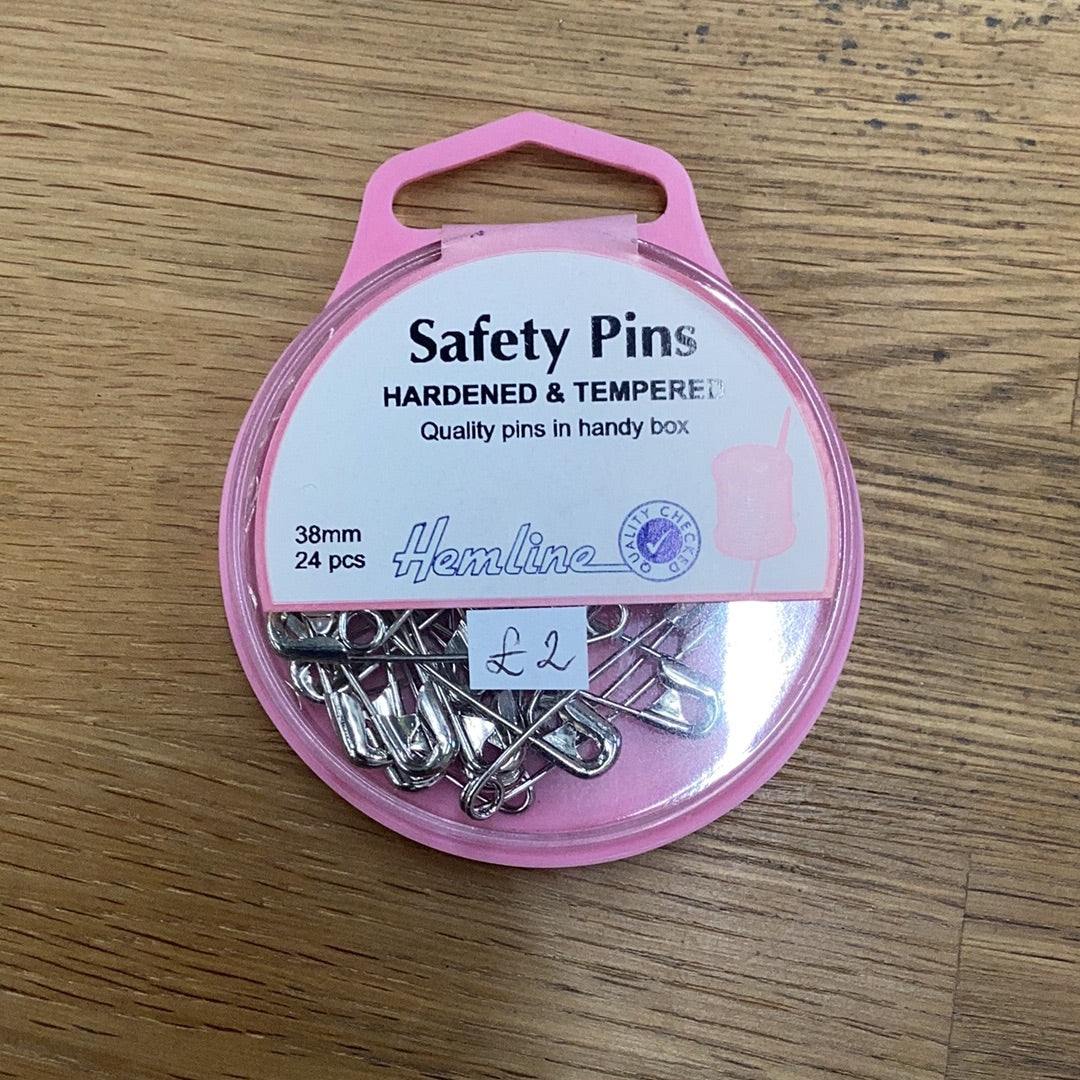 Safety Pins
HARDENED & TEMPERED
Quality pins in handy box
38mm
24 pcs
Hemline
QUALITY CHECKED
£2